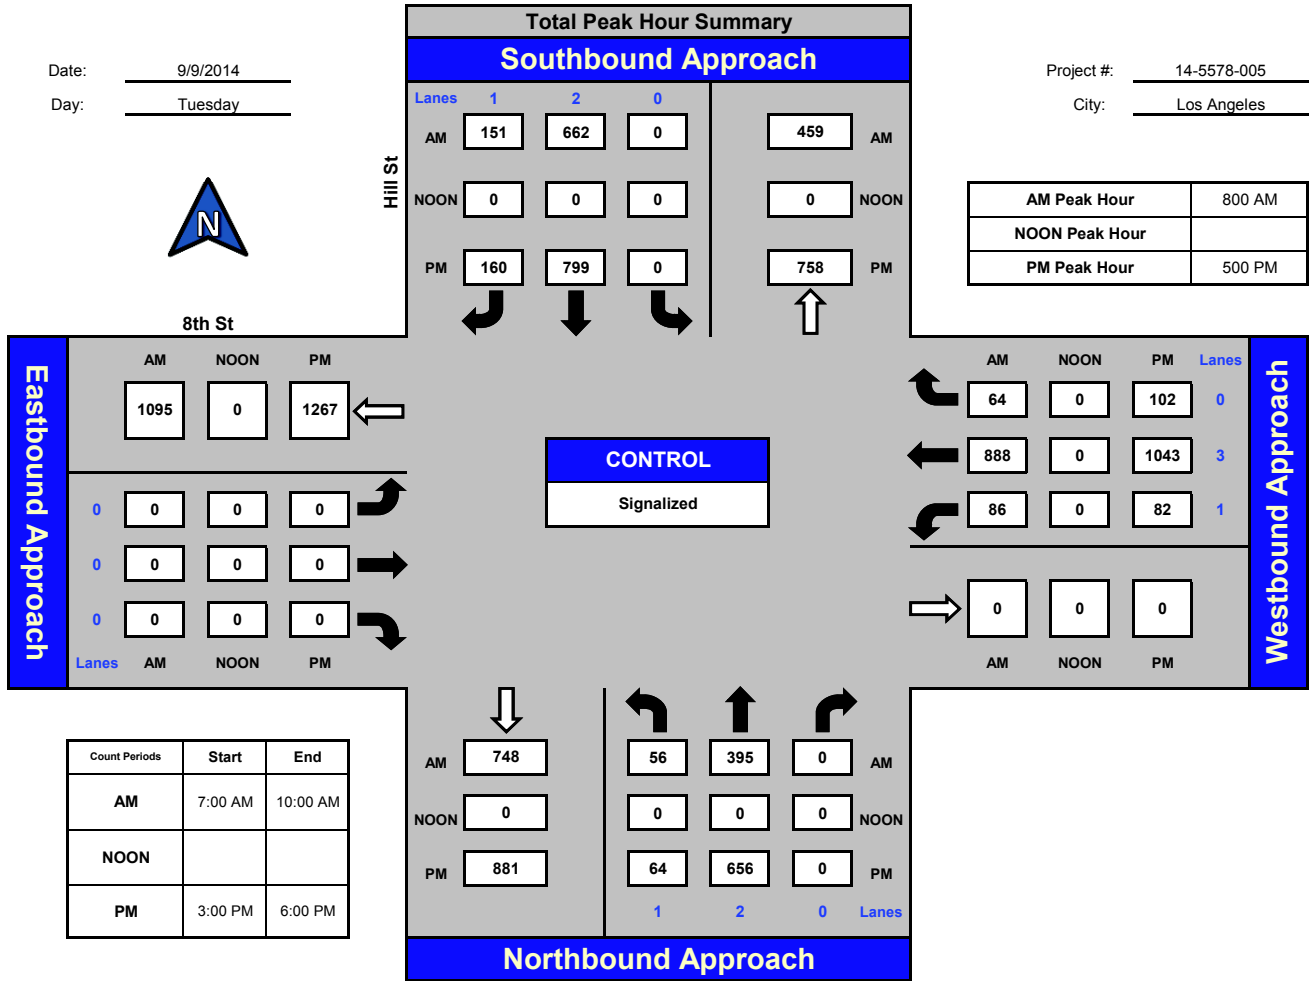 Total Peak Hour Summary
Southbound Approach
Date: 9/9/2014
Day: Tuesday
Project #: 14-5578-005
City: Los Angeles
Hill St
Lanes 1 2 0
AM 151 662 0 459 AM
NOON 0 0 0 0 NOON
PM 160 799 0 758 PM
N
AM Peak Hour 800 AM
NOON Peak Hour
PM Peak Hour 500 PM
8th St
Eastbound Approach
AM NOON PM
1095 0 1267
0 0 0 0
0 0 0 0
0 0 0 0
Lanes AM NOON PM
CONTROL
Signalized
AM NOON PM Lanes
64 0 102 0
888 0 1043 3
86 0 82 1
0 0 0
AM NOON PM
Westbound Approach
Count Periods Start End
AM 7:00 AM 10:00 AM
NOON
PM 3:00 PM 6:00 PM
AM 748 56 395 0 AM
NOON 0 0 0 0 NOON
PM 881 64 656 0 PM
1 2 0 Lanes
Northbound Approach